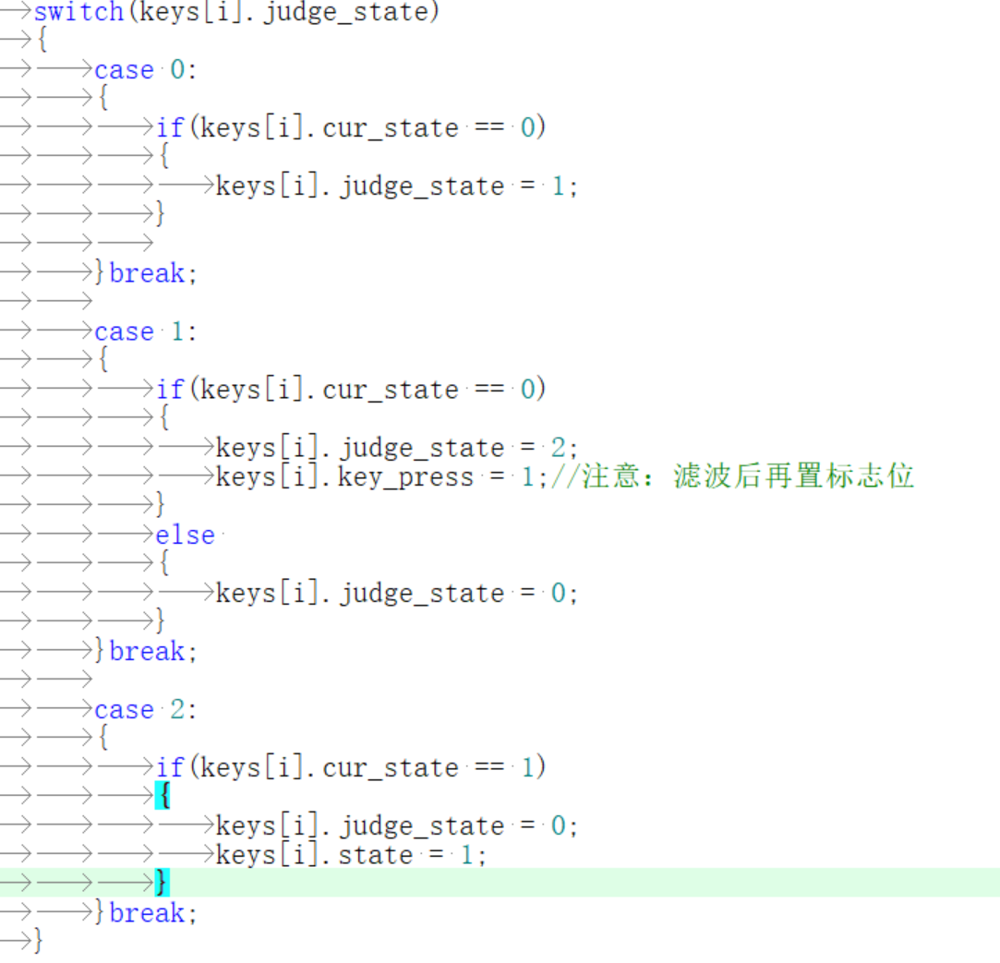 switch(keys[i].judge_state)
{
case 0:
{
if(keys[i].cur_state == 0)
{
keys[i].judge_state = 1;
}
}break;
case 1:
{
if(keys[i].cur_state == 0)
{
keys[i].judge_state = 2;
keys[i].key_press = 1;//注意：滤波后再置标志位
}
else
{
keys[i].judge_state = 0;
}
}break;
case 2:
{
if(keys[i].cur_state == 1)
{
keys[i].judge_state = 0;
keys[i].state = 1;
}
}break;
}